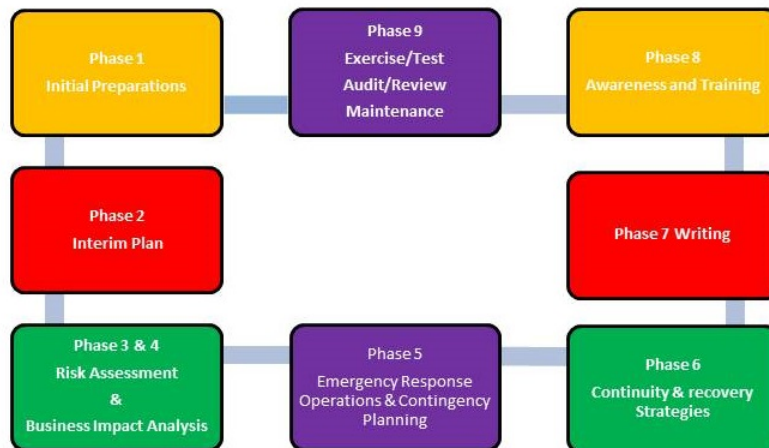 Phase 1
Initial Preparations
Phase 9
Exercise/Test
Audit/Review
Maintenance
Phase 8
Awareness and Training
Phase 2
Interim Plan
Phase 7 Writing
Phase 3 & 4
Risk Assessment
&
Business Impact Analysis
Phase 5
Emergency Response
Operations & Contingency
Planning
Phase 6
Continuity & recovery
Strategies